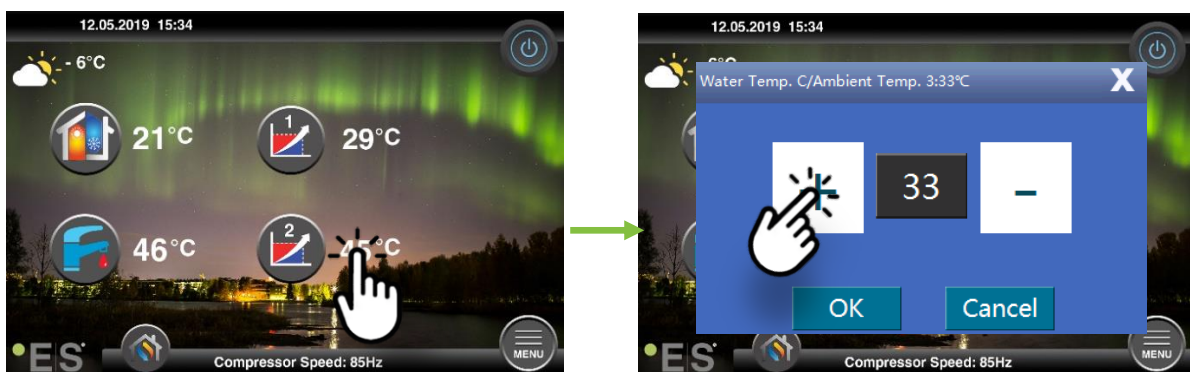 12.05.2019 15:34
- 6°C
21°C
1
29°C
46°C
2
45°C
•ES
Compressor Speed: 85Hz
MENU
12.05.2019 15:34
Water Temp. C/Ambient Temp. 3:33℃
X
+
33
-
OK
Cancel
•ES
Compressor Speed: 85Hz
MENU